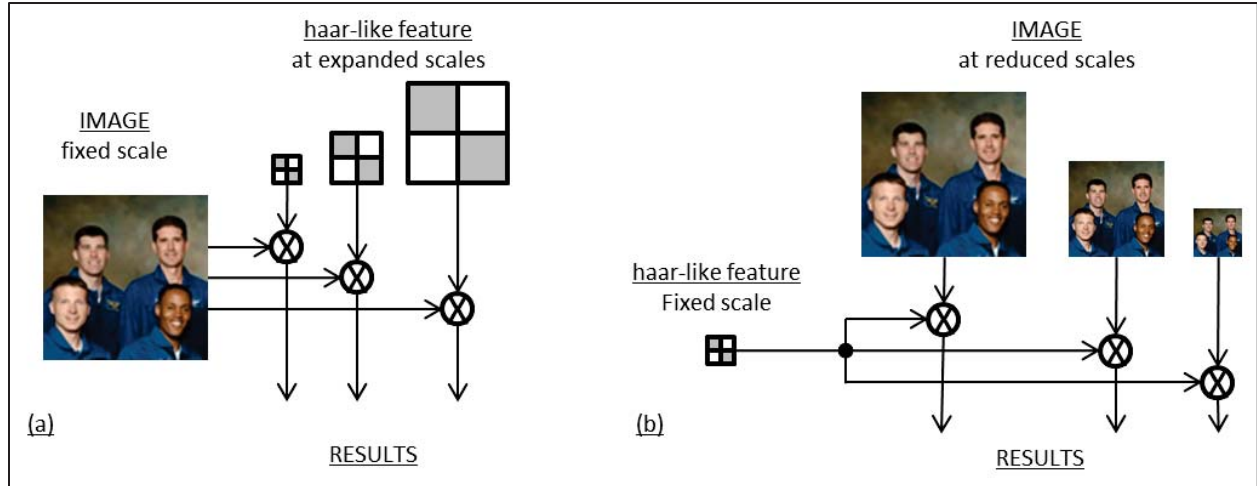 haar-like feature
at expanded scales
IMAGE
fixed scale
X
X
X
(a)
RESULTS
IMAGE
at reduced scales
haar-like feature
Fixed scale
X
X
X
(b)
RESULTS